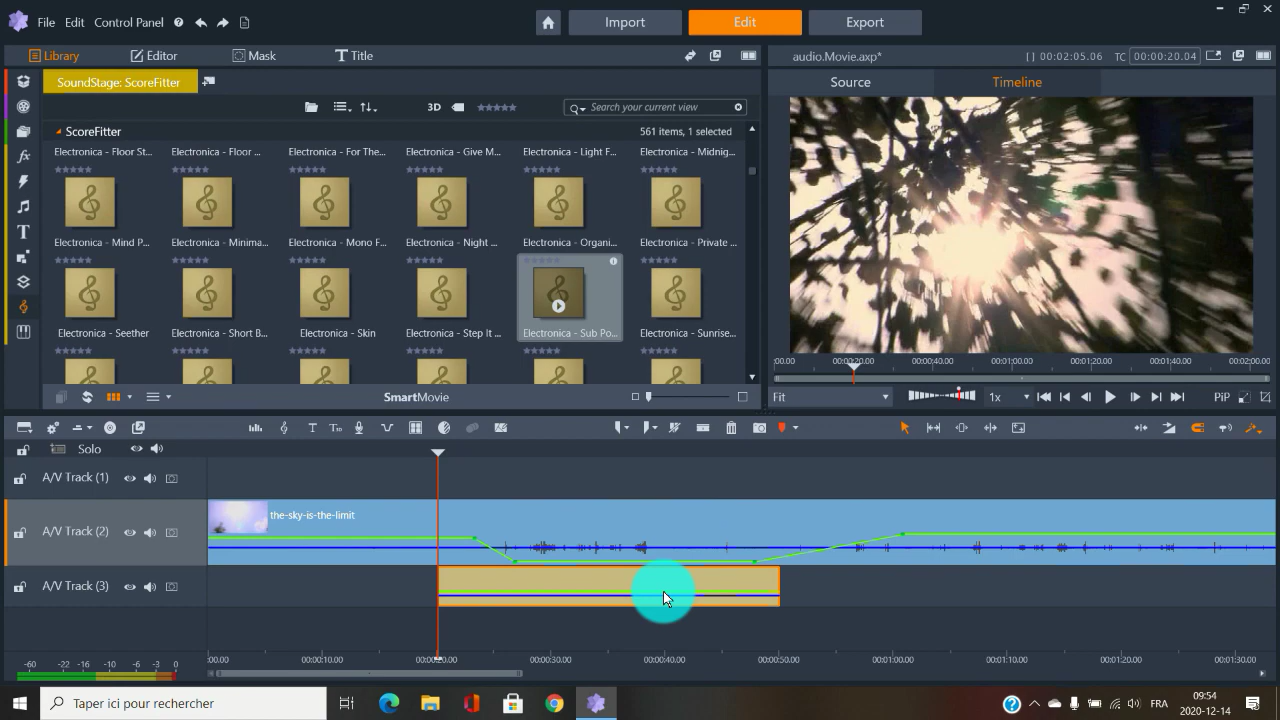 File Edit Control Panel
Import Edit Export
Library Editor Mask Title
audio.Movie.axp* [] 00:02:05.06 TC 00:00:20.04
SoundStage: ScoreFitter
Source Timeline
3D Search your current view
ScoreFitter 561 items, 1 selected
Electronica - Floor St... Electronica - Floor ... Electronica - For The... Electronica - Give M... Electronica - Light F... Electronica - Midnig...
Electronica - Mind P... Electronica - Minima... Electronica - Mono F... Electronica - Night ... Electronica - Organi... Electronica - Private ...
Electronica - Seether Electronica - Short B... Electronica - Skin Electronica - Step It ... Electronica - Sub Po... Electronica - Sunrise...
:00.00 00:00:20.00 00:00:40.00 00:01:00.00 00:01:20.00 00:01:40.00 00:02:00.00
SmartMovie
Fit 1x PiP
Solo
A/V Track (1)
the-sky-is-the-limit
A/V Track (2)
A/V Track (3)
-60 -22 -16 -10 -6 -3 0
:00.00 00:00:10.00 00:00:20.00 00:00:30.00 00:00:40.00 00:00:50.00 00:01:00.00 00:01:10.00 00:01:20.00 00:01:30.00
Taper ici pour rechercher
FR
09:54
2020-12-14